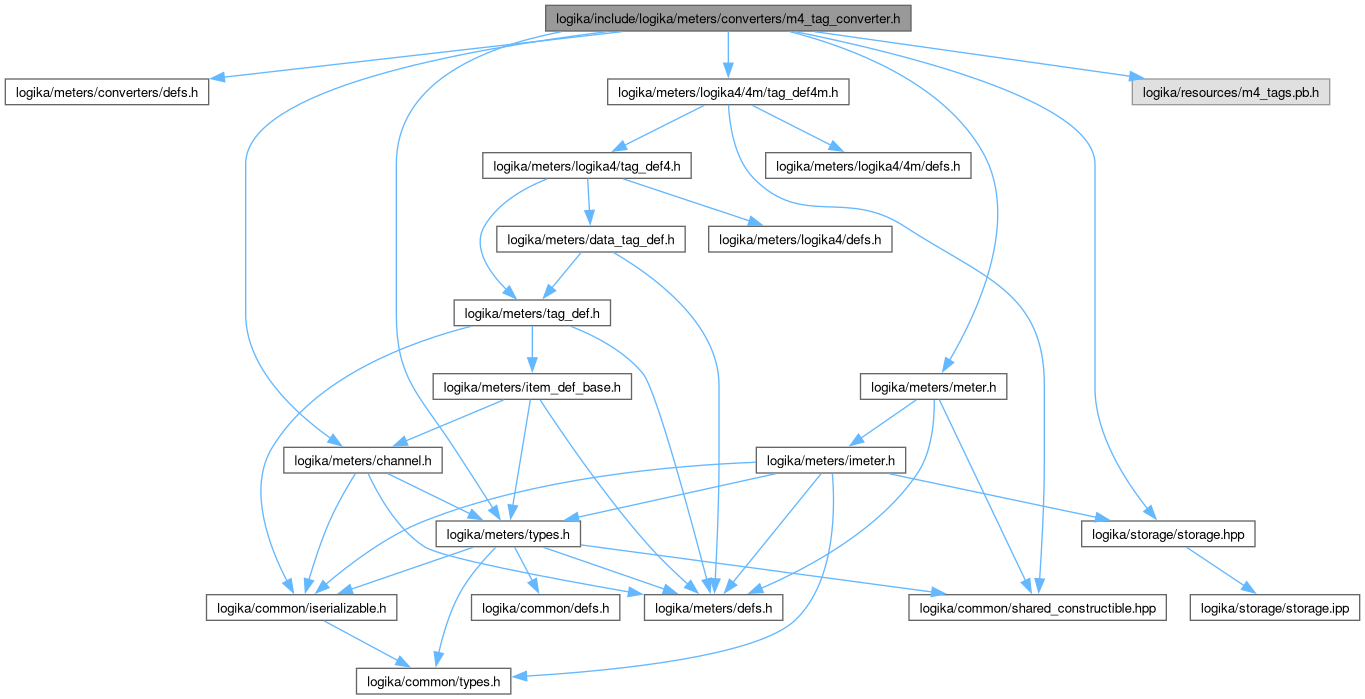 logika/include/logika/meters/converters/m4_tag_converter.h
logika/meters/converters/defs.h
logika/meters/logika4/4m/tag_def4m.h
logika/resources/m4_tags.pb.h
logika/meters/logika4/tag_def4.h
logika/meters/logika4/4m/defs.h
logika/meters/data_tag_def.h
logika/meters/logika4/defs.h
logika/meters/tag_def.h
logika/meters/item_def_base.h
logika/meters/meter.h
logika/meters/channel.h
logika/meters/imeter.h
logika/meters/types.h
logika/storage/storage.hpp
logika/common/iserializable.h
logika/common/defs.h
logika/meters/defs.h
logika/common/shared_constructible.hpp
logika/storage/storage.ipp
logika/common/types.h